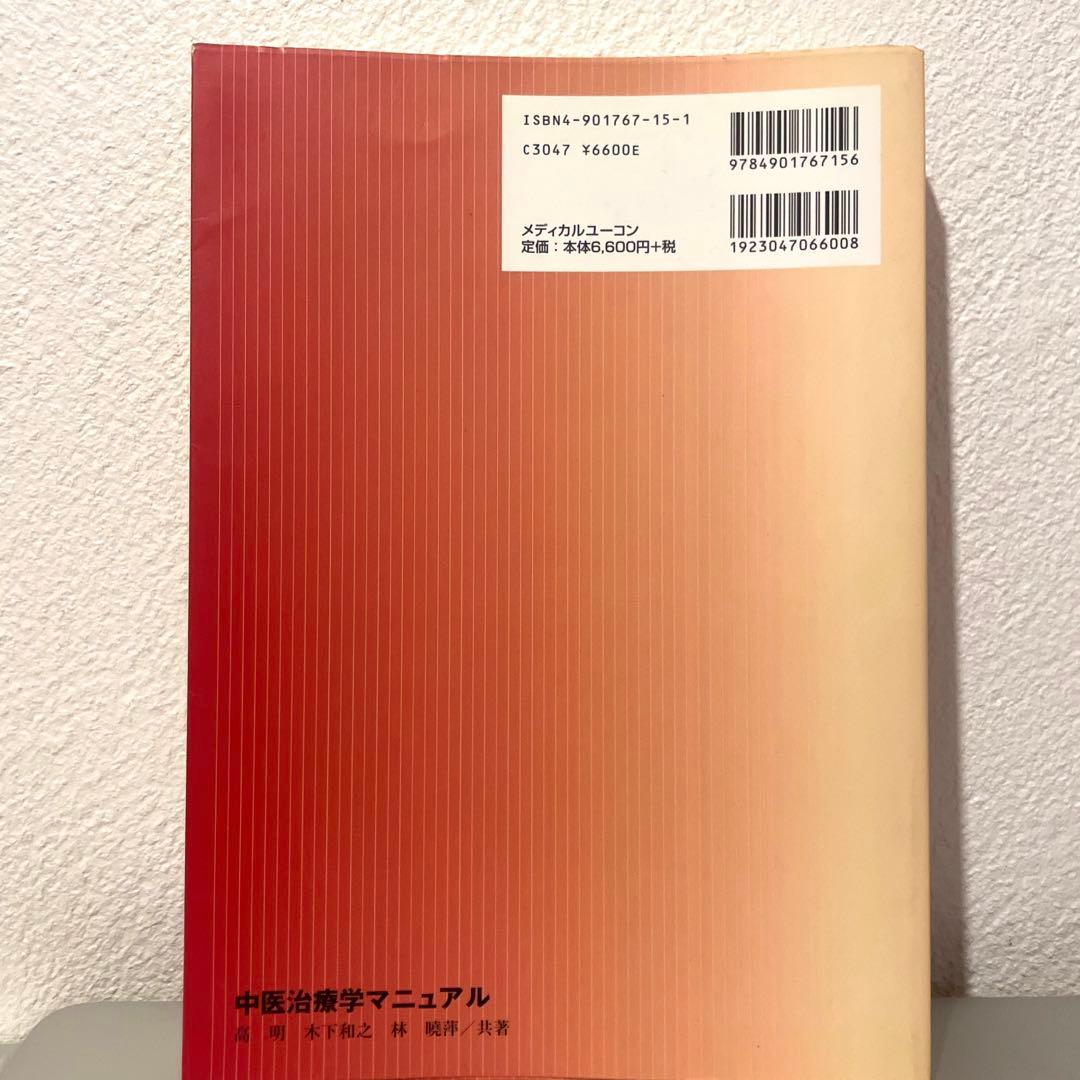 ISBN4-901767-15-1
C3047 ¥6600E
メディカルユーコン
定価：本体6,600円+税
9784901767156
1923047066008
中医治療学マニュアル
高 明 木下和之 林 曉萍／共著